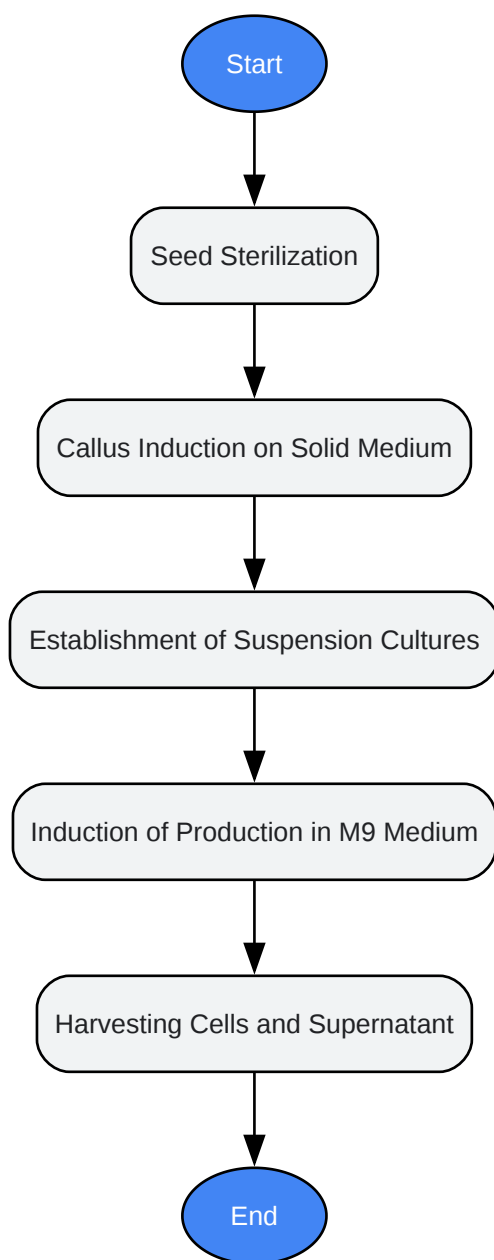 Start
Seed Sterilization
Callus Induction on Solid Medium
Establishment of Suspension Cultures
Induction of Production in M9 Medium
Harvesting Cells and Supernatant
End